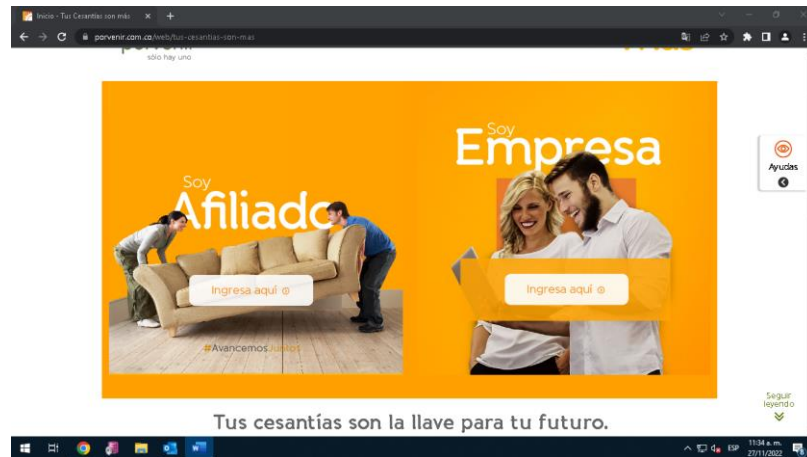 Inicio - Tus Cesantías son más
porvenir.com.co/web/tus-cesantias-son-mas
porvenir
sólo hay uno
más
Soy
Afiliado
Ingresa aquí
#AvancemosJuntos
Soy
Empresa
Ingresa aquí
Ayudas
Seguir
leyendo
Tus cesantías son la llave para tu futuro.
ESP
11:34 a. m.
27/11/2022